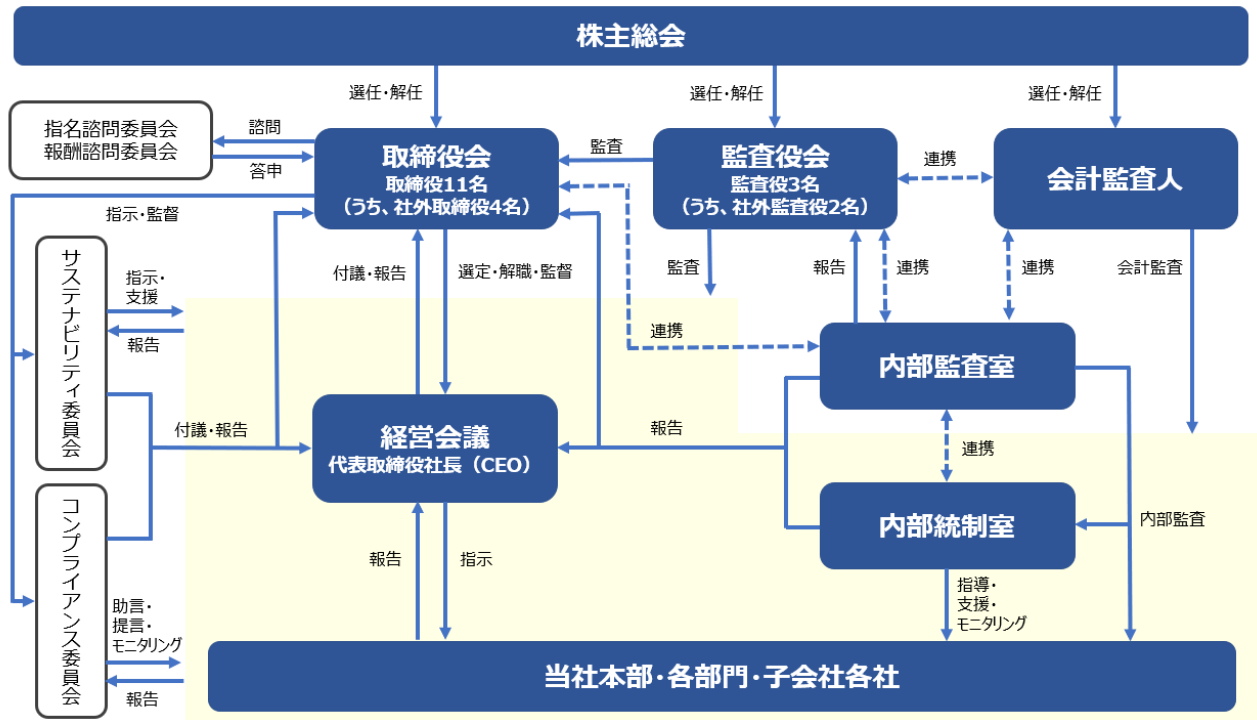 株主総会
選任・解任
選任・解任
選任・解任
指名諮問委員会
報酬諮問委員会
諮問
答申
取締役会
取締役11名
（うち、社外取締役4名）
監査
監査役会
監査役3名
（うち、社外監査役2名）
連携
会計監査人
指示・監督
サステナビリティ委員会
指示・
支援
報告
付議・報告
選定・解職・監督
監査
報告
連携
連携
会計監査
連携
内部監査室
付議・報告
経営会議
代表取締役社長（CEO）
報告
連携
コンプライアンス委員会
内部統制室
内部監査
報告
指示
助言・
提言・
モニタリング
報告
指導・
支援・
モニタリング
当社本部・各部門・子会社各社